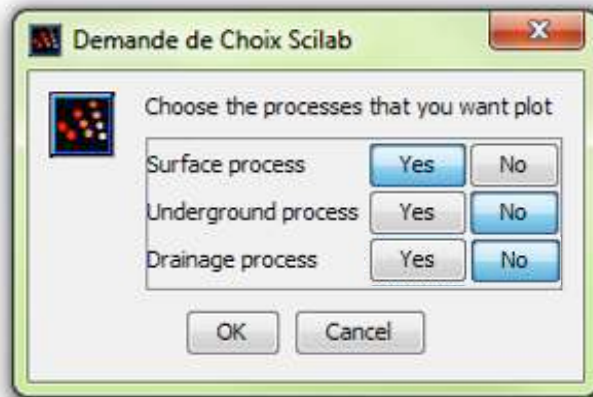 Demande de Choix Scilab
Choose the processes that you want plot
Surface process Yes No
Underground process Yes No
Drainage process Yes No
OK Cancel